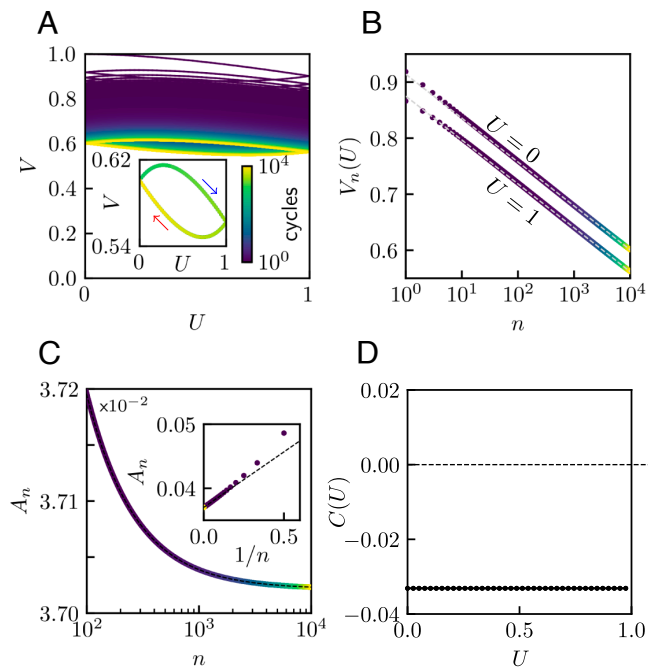 A
1.0
0.8
0.6
0.4
0.2
0.0
V
0
1
U
0.62
0.54
V
0
U
1
10^4
10^0
cycles
B
0.9
0.8
0.7
0.6
V_n(U)
U = 0
U = 1
10^0
10^1
10^2
10^3
10^4
n
C
3.72
3.71
3.70
A_n
×10^−2
10^2
10^3
10^4
n
0.05
0.04
A_n
0.0
0.5
1/n
D
0.02
0.00
−0.02
−0.04
C(U)
0.0
0.5
1.0
U